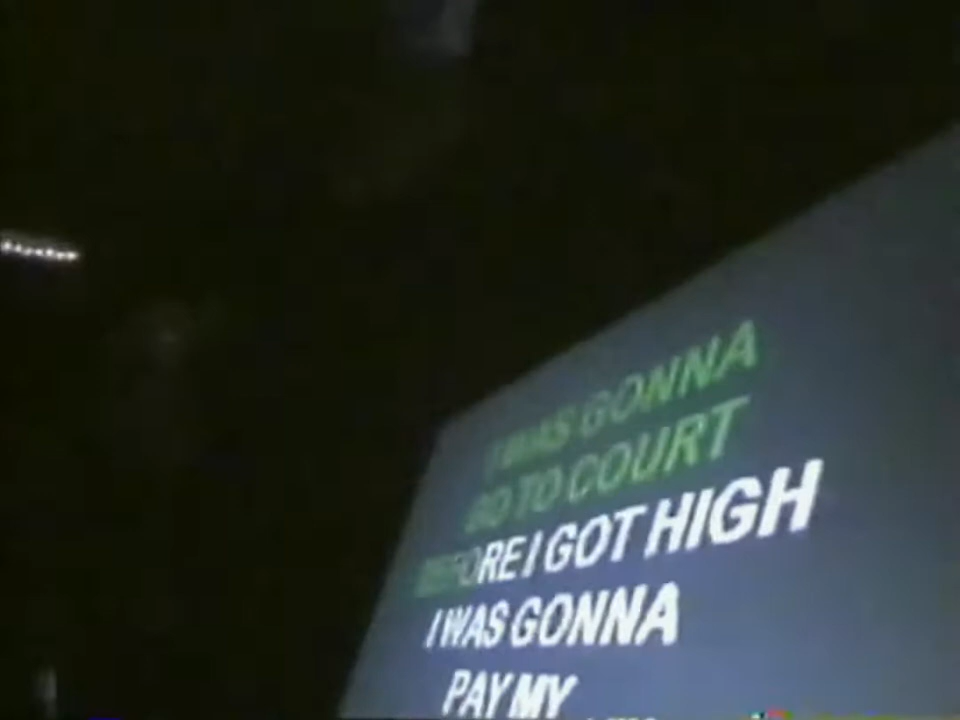 I WAS GONNA
GO TO COURT
BEFORE I GOT HIGH
I WAS GONNA
PAY MY